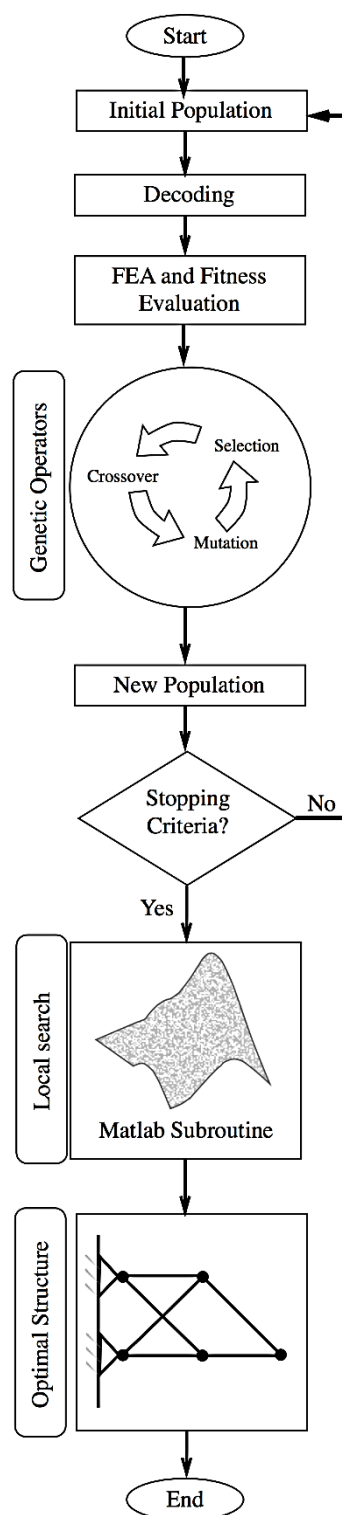 Start
Initial Population
Decoding
FEA and Fitness
Evaluation
Genetic Operators
Selection
Crossover
Mutation
New Population
Stopping
Criteria?
No
Yes
Local search
Matlab Subroutine
Optimal Structure
End